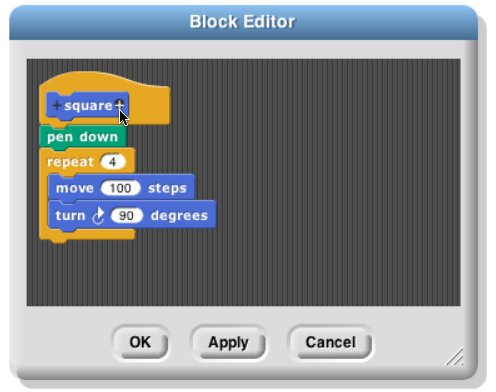 Block Editor
+ square +
pen down
repeat 4
move 100 steps
turn 90 degrees
OK Apply Cancel